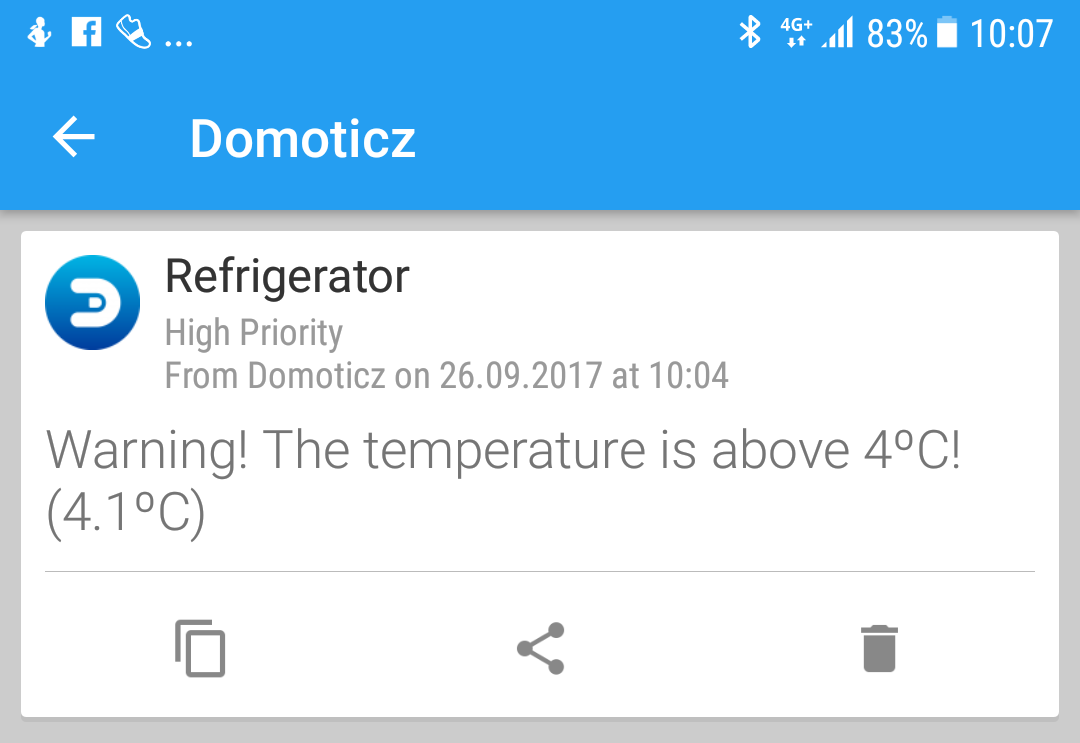 ... 4G+ 83% 10:07
Domoticz
Refrigerator
High Priority
From Domoticz on 26.09.2017 at 10:04
Warning! The temperature is above 4ºC!
(4.1ºC)